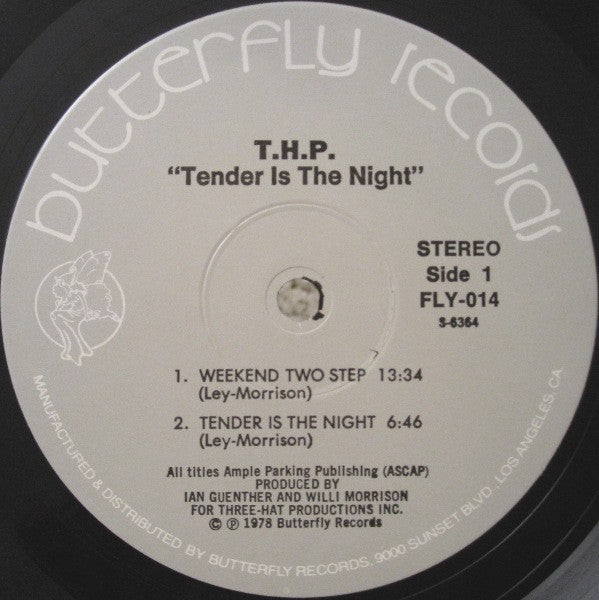 butterfly records
T.H.P.
"Tender Is The Night"
STEREO
Side 1
FLY-014
S-6364
1. WEEKEND TWO STEP 13:34
(Ley-Morrison)
2. TENDER IS THE NIGHT 6:46
(Ley-Morrison)
All titles Ample Parking Publishing (ASCAP)
PRODUCED BY
IAN GUENTHER AND WILLI MORRISON
FOR THREE-HAT PRODUCTIONS INC.
© ℗ 1978 Butterfly Records
MANUFACTURED & DISTRIBUTED BY BUTTERFLY RECORDS, 9000 SUNSET BLVD., LOS ANGELES, CA